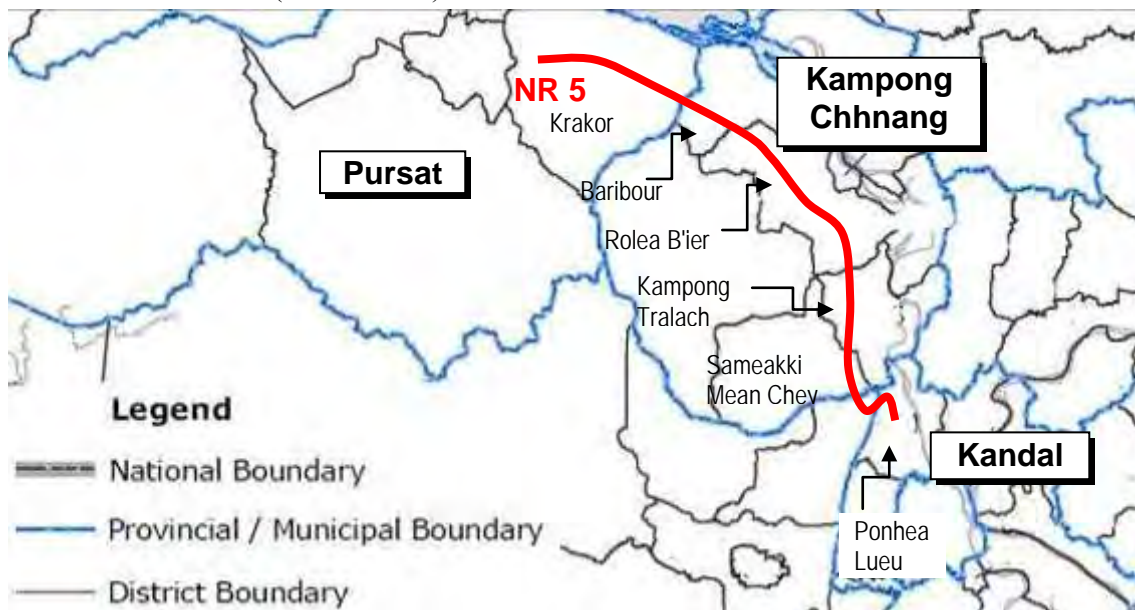 NR 5
Krakor
Kampong
Chhnang
Pursat
Baribour
Rolea B'ier
Kampong
Tralach
Sameakki
Mean Chey
Kandal
Ponhea
Lueu
Legend
National Boundary
Provincial / Municipal Boundary
District Boundary